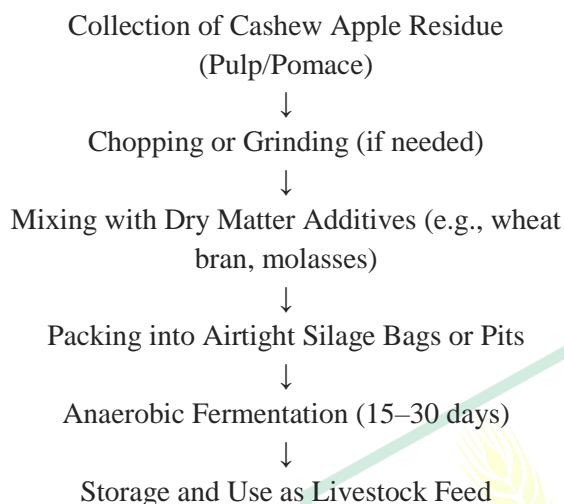 Collection of Cashew Apple Residue
(Pulp/Pomace)
↓
Chopping or Grinding (if needed)
↓
Mixing with Dry Matter Additives (e.g., wheat
bran, molasses)
↓
Packing into Airtight Silage Bags or Pits
↓
Anaerobic Fermentation (15–30 days)
↓
Storage and Use as Livestock Feed